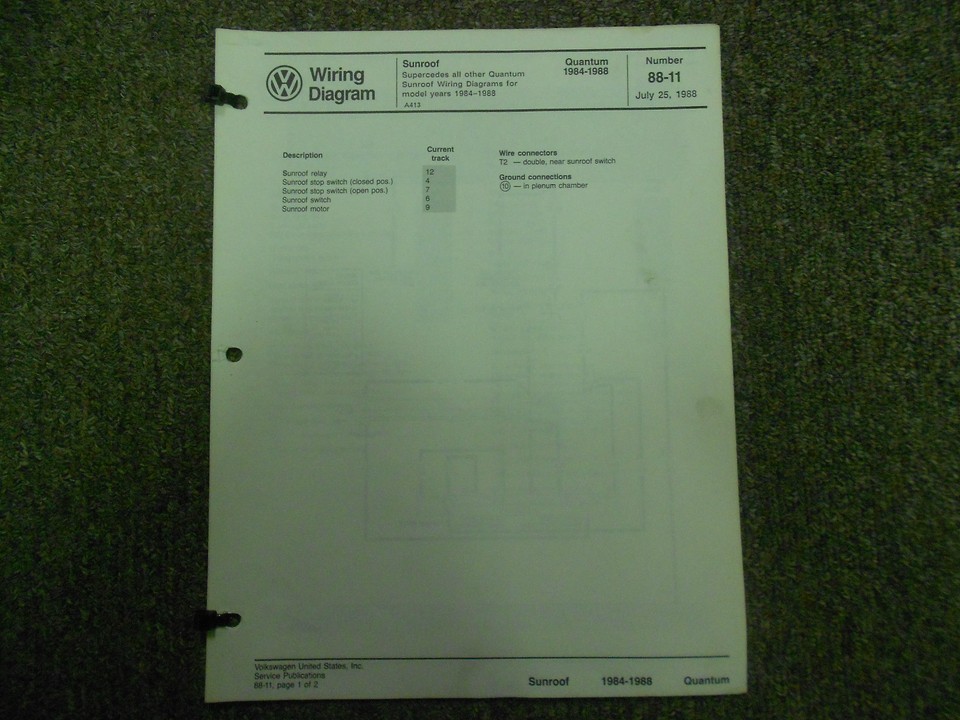 VW
Wiring
Diagram
Sunroof
Supercedes all other Quantum
Sunroof Wiring Diagrams for
model years 1984-1988
A413
Quantum
1984-1988
Number
88-11
July 25, 1988
Description
Current
track
Sunroof relay 12
Sunroof stop switch (closed pos.) 4
Sunroof stop switch (open pos.) 7
Sunroof switch 6
Sunroof motor 9
Wire connectors
T2 — double, near sunroof switch
Ground connections
10 — in plenum chamber
Volkswagen United States, Inc.
Service Publications
88-11, page 1 of 2
Sunroof 1984-1988 Quantum